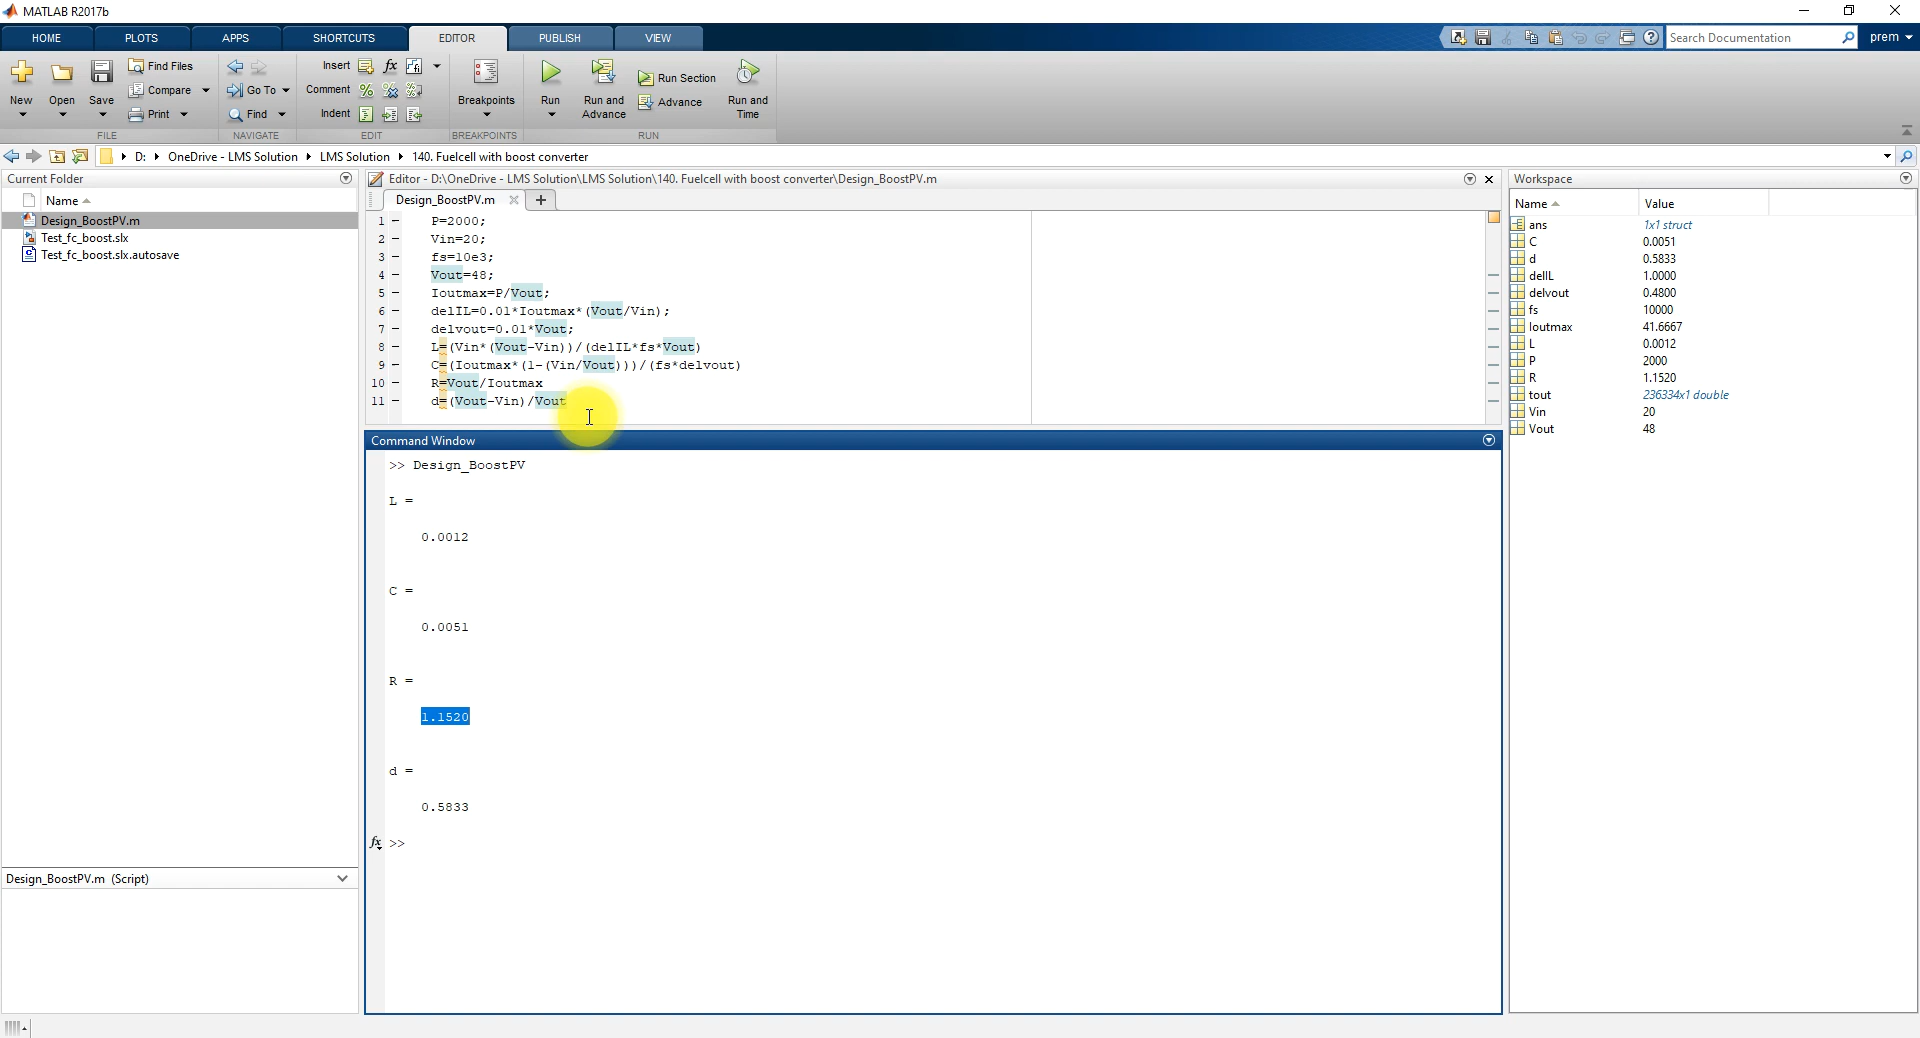 MATLAB R2017b
HOME PLOTS APPS SHORTCUTS EDITOR PUBLISH VIEW Search Documentation prem
New Open Save Find Files Compare Print
Go To Find
Insert fx Comment Indent
Breakpoints
Run Run and Advance Run Section Advance Run and Time
FILE NAVIGATE EDIT BREAKPOINTS RUN
D: OneDrive - LMS Solution LMS Solution 140. Fuelcell with boost converter
Current Folder
Name
Design_BoostPV.m
Test_fc_boost.slx
Test_fc_boost.slx.autosave
Design_BoostPV.m (Script)
Editor - D:\OneDrive - LMS Solution\LMS Solution\140. Fuelcell with boost converter\Design_BoostPV.m
Design_BoostPV.m
1 - P=2000;
2 - Vin=20;
3 - fs=10e3;
4 - Vout=48;
5 - Ioutmax=P/Vout;
6 - delIL=0.01*Ioutmax*(Vout/Vin);
7 - delvout=0.01*Vout;
8 - L=(Vin*(Vout-Vin))/(delIL*fs*Vout)
9 - C=(Ioutmax*(1-(Vin/Vout)))/(fs*delvout)
10 - R=Vout/Ioutmax
11 - d=(Vout-Vin)/Vout
Command Window
>> Design_BoostPV
L =
0.0012
C =
0.0051
R =
1.1520
d =
0.5833
fx >>
Workspace
Name Value
ans 1x1 struct
C 0.0051
d 0.5833
delIL 1.0000
delvout 0.4800
fs 10000
Ioutmax 41.6667
L 0.0012
P 2000
R 1.1520
tout 236334x1 double
Vin 20
Vout 48